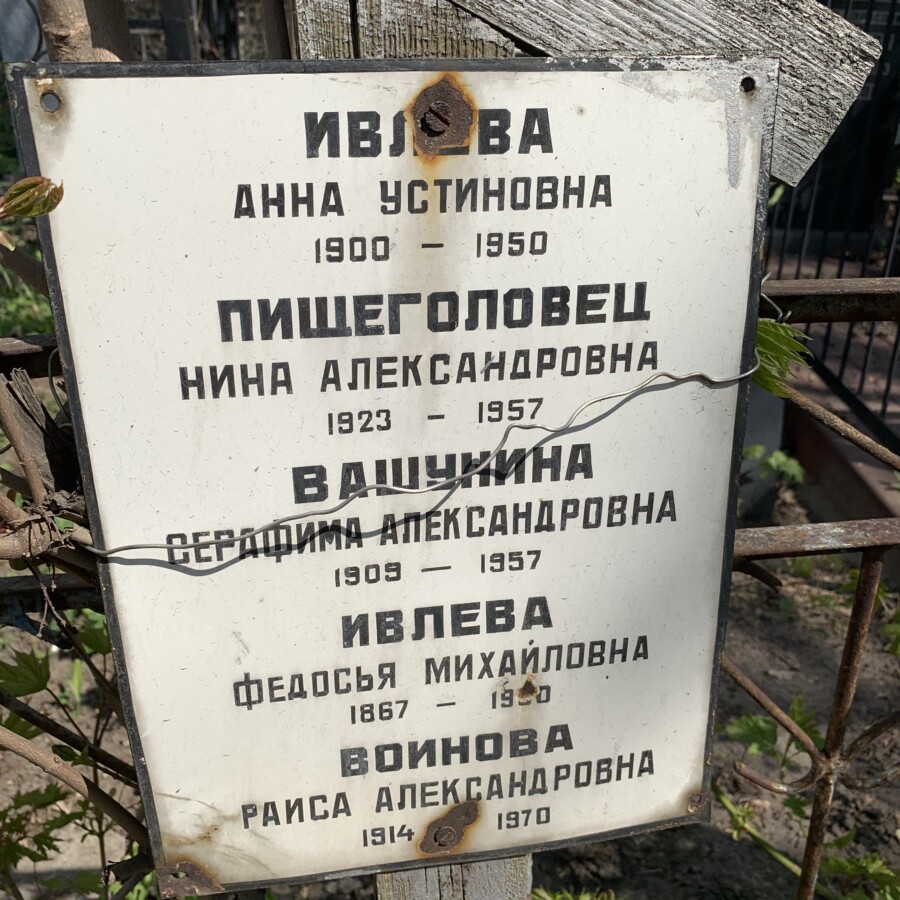 ИВЛЕВА
АННА УСТИНОВНА
1900 — 1950
ПИЩЕГОЛОВЕЦ
НИНА АЛЕКСАНДРОВНА
1923 — 1957
ВАШУНИНА
СЕРАФИМА АЛЕКСАНДРОВНА
1909 — 1957
ИВЛЕВА
ФЕДОСЬЯ МИХАЙЛОВНА
1867 —
ВОИНОВА
РАИСА АЛЕКСАНДРОВНА
1914 1970